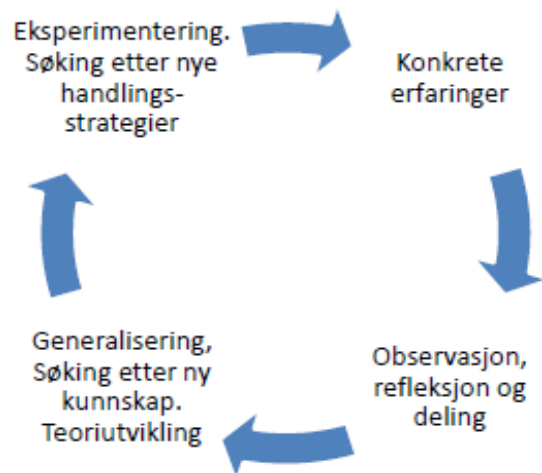 Eksperimentering.
Søking etter nye
handlings-
strategier
Konkrete
erfaringer
Observasjon,
refleksjon og
deling
Generalisering,
Søking etter ny
kunnskap.
Teoriutvikling